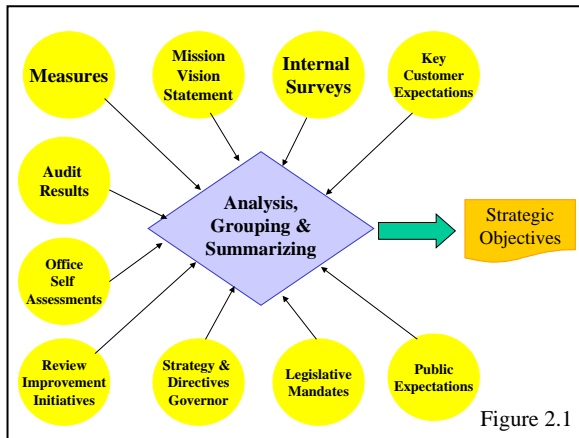 Measures
Mission
Vision
Statement
Internal
Surveys
Key
Customer
Expectations
Audit
Results
Analysis,
Grouping &
Summarizing
Strategic
Objectives
Office
Self
Assessments
Review
Improvement
Initiatives
Strategy &
Directives
Governor
Legislative
Mandates
Public
Expectations
Figure 2.1